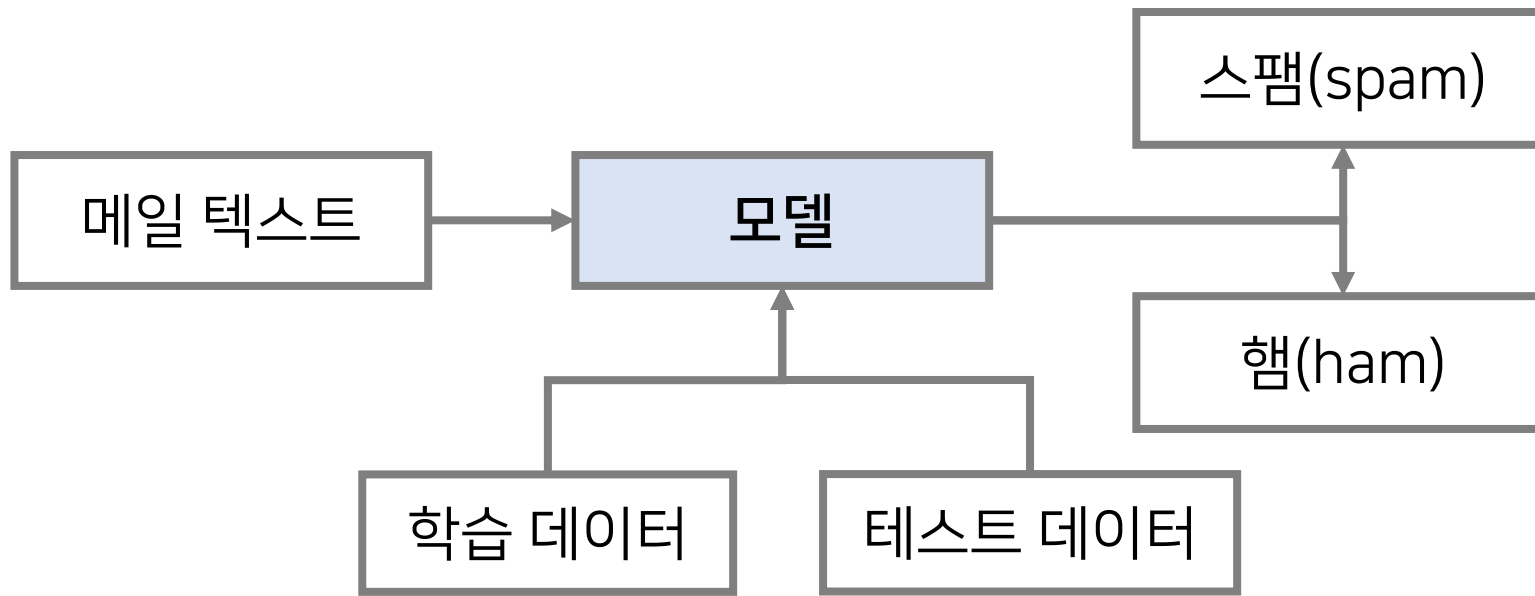 스팸(spam)
메일 텍스트
모델
햄(ham)
학습 데이터
테스트 데이터